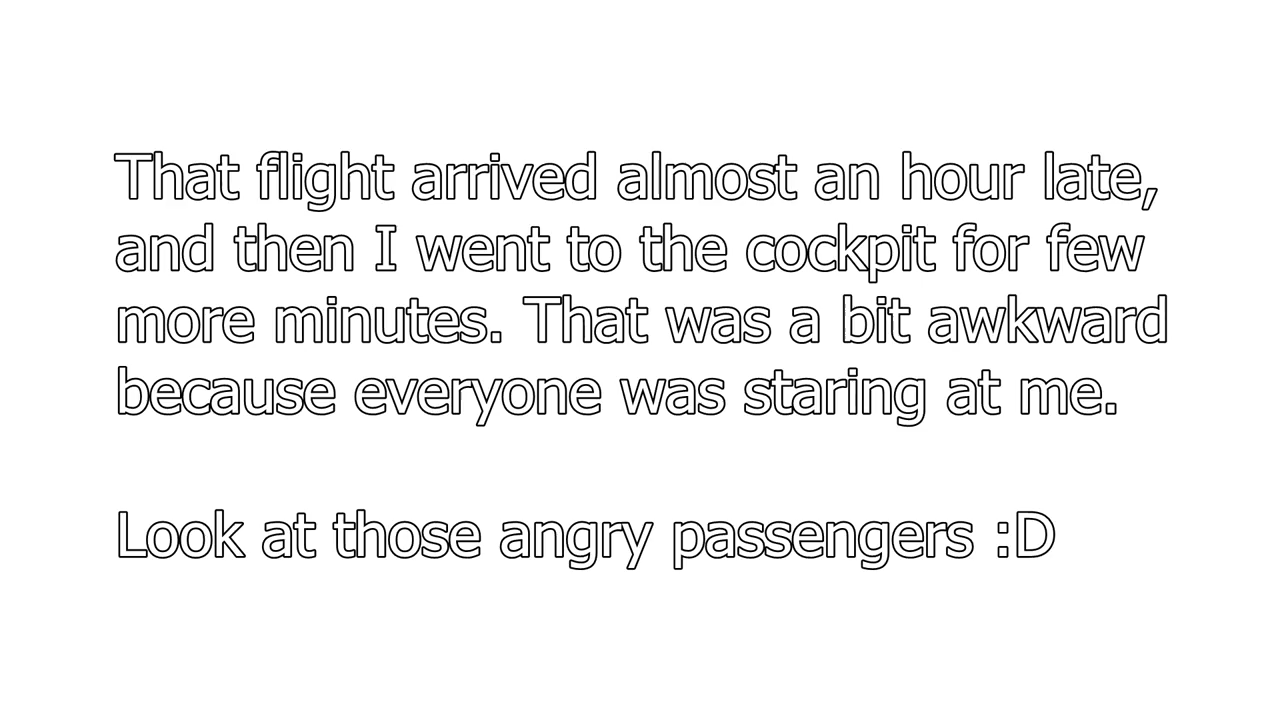 That flight arrived almost an hour late,
and then I went to the cockpit for few
more minutes. That was a bit awkward
because everyone was staring at me.
Look at those angry passengers :D